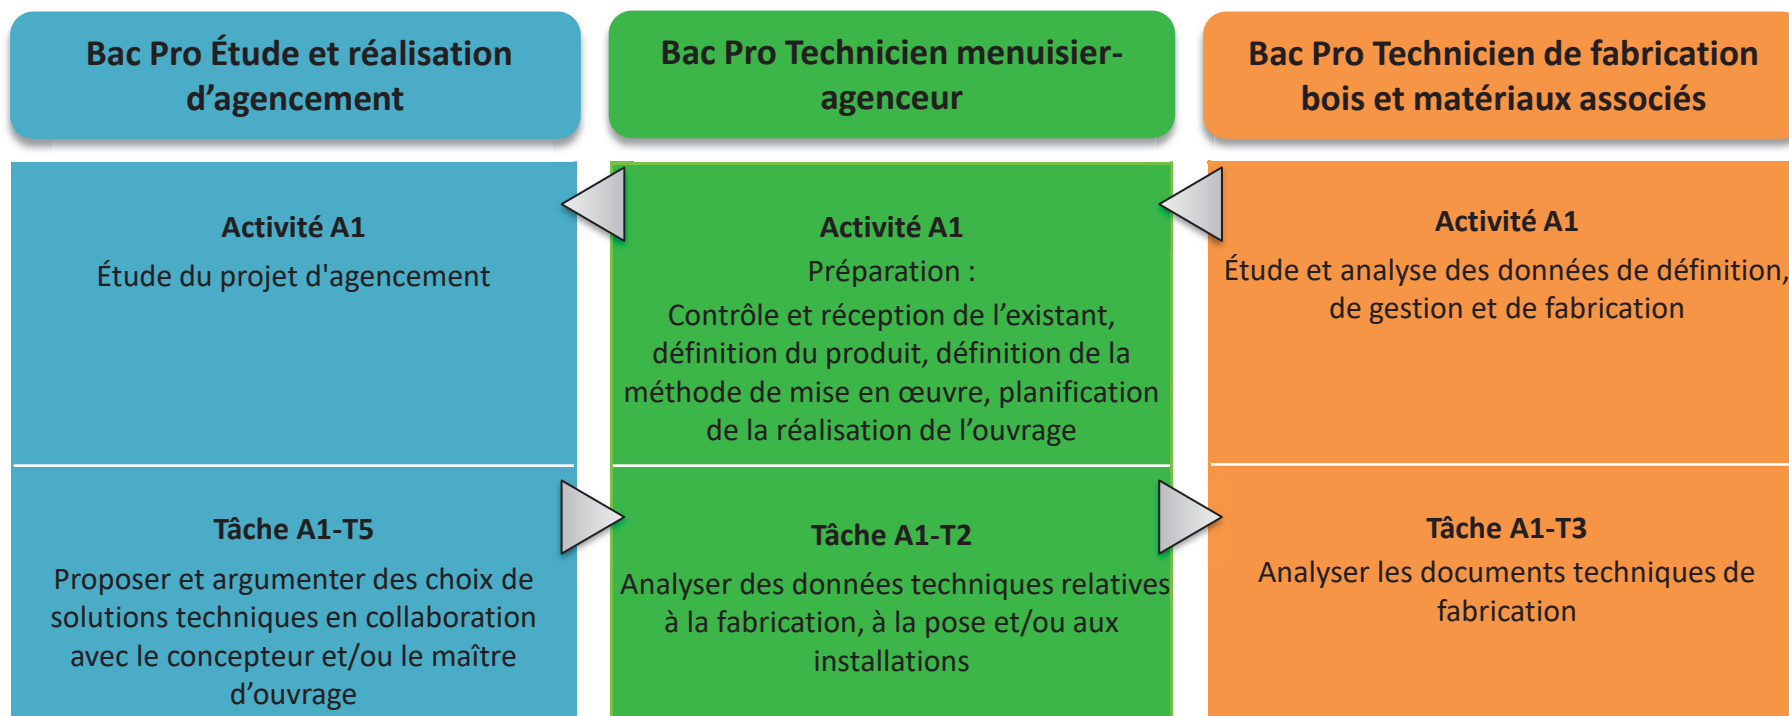 Bac Pro Étude et réalisation
d’agencement
Bac Pro Technicien menuisier-
agenceur
Bac Pro Technicien de fabrication
bois et matériaux associés
Activité A1
Étude du projet d'agencement
Activité A1
Préparation :
Contrôle et réception de l’existant,
définition du produit, définition de la
méthode de mise en œuvre, planification
de la réalisation de l’ouvrage
Activité A1
Étude et analyse des données de définition,
de gestion et de fabrication
Tâche A1-T5
Proposer et argumenter des choix de
solutions techniques en collaboration
avec le concepteur et/ou le maître
d’ouvrage
Tâche A1-T2
Analyser des données techniques relatives
à la fabrication, à la pose et/ou aux
installations
Tâche A1-T3
Analyser les documents techniques de
fabrication